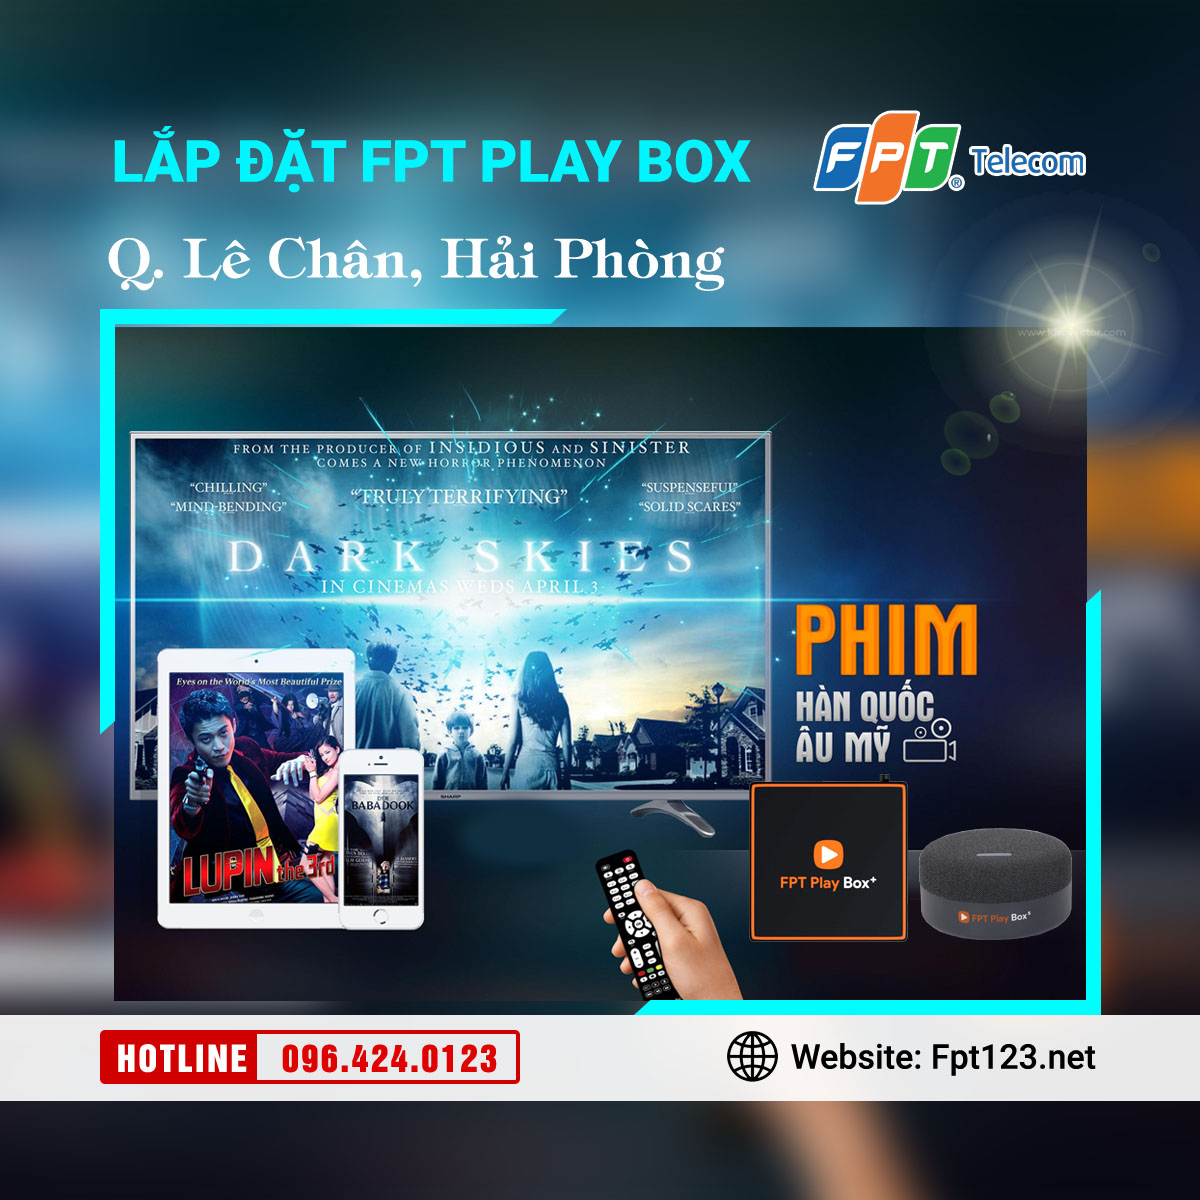 LẮP ĐẶT FPT PLAY BOX
FPT® Telecom
Q. Lê Chân, Hải Phòng
FROM THE PRODUCER OF INSIDIOUS AND SINISTER
COMES A NEW HORROR PHENOMENON
“CHILLING”
“MIND-BENDING”
“TRULY TERRIFYING”
“SUSPENSEFUL”
“SOLID SCARES”
DARK SKIES
IN CINEMAS WEDS APRIL 3
PHIM
HÀN QUỐC
ÂU MỸ
Eyes on the World's Most Beautiful Prize
LUPIN the 3rd
BABADOOK
SHARP
FPT Play Box+
FPT Play Box
HOTLINE 096.424.0123
Website: Fpt123.net